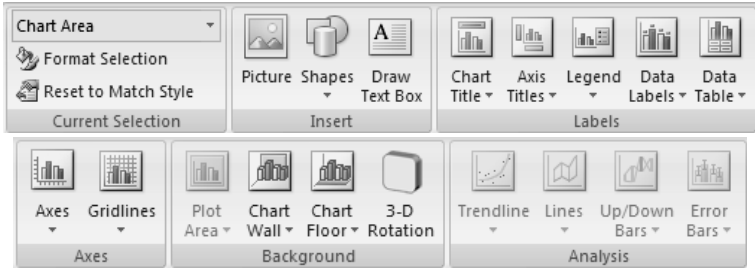 Chart Area
Format Selection
Reset to Match Style
Current Selection
Picture Shapes Draw
Text Box
A
Insert
Chart Axis Legend Data Data
Title Titles Labels Table
Labels
Axes Gridlines
Axes
Plot Chart Chart 3-D
Area Wall Floor Rotation
Background
Trendline Lines Up/Down Error
Bars Bars
Analysis